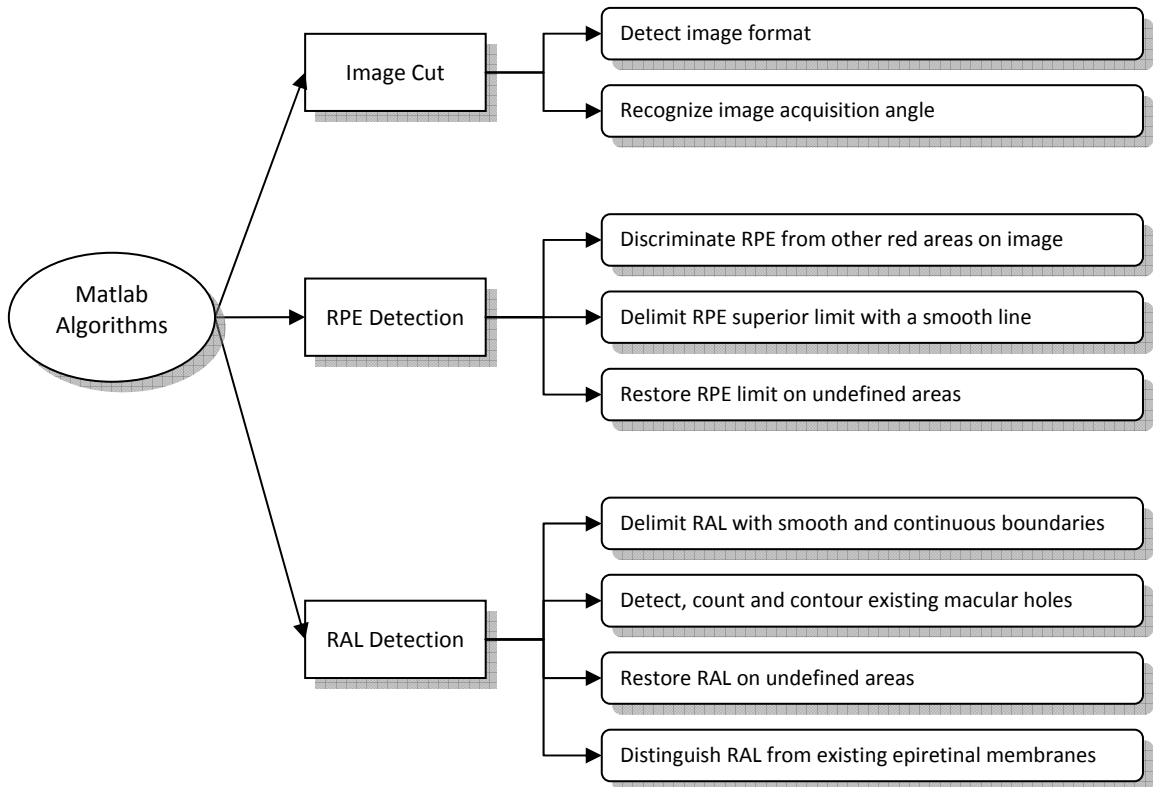 Matlab
Algorithms
Image Cut
Detect image format
Recognize image acquisition angle
RPE Detection
Discriminate RPE from other red areas on image
Delimit RPE superior limit with a smooth line
Restore RPE limit on undefined areas
RAL Detection
Delimit RAL with smooth and continuous boundaries
Detect, count and contour existing macular holes
Restore RAL on undefined areas
Distinguish RAL from existing epiretinal membranes